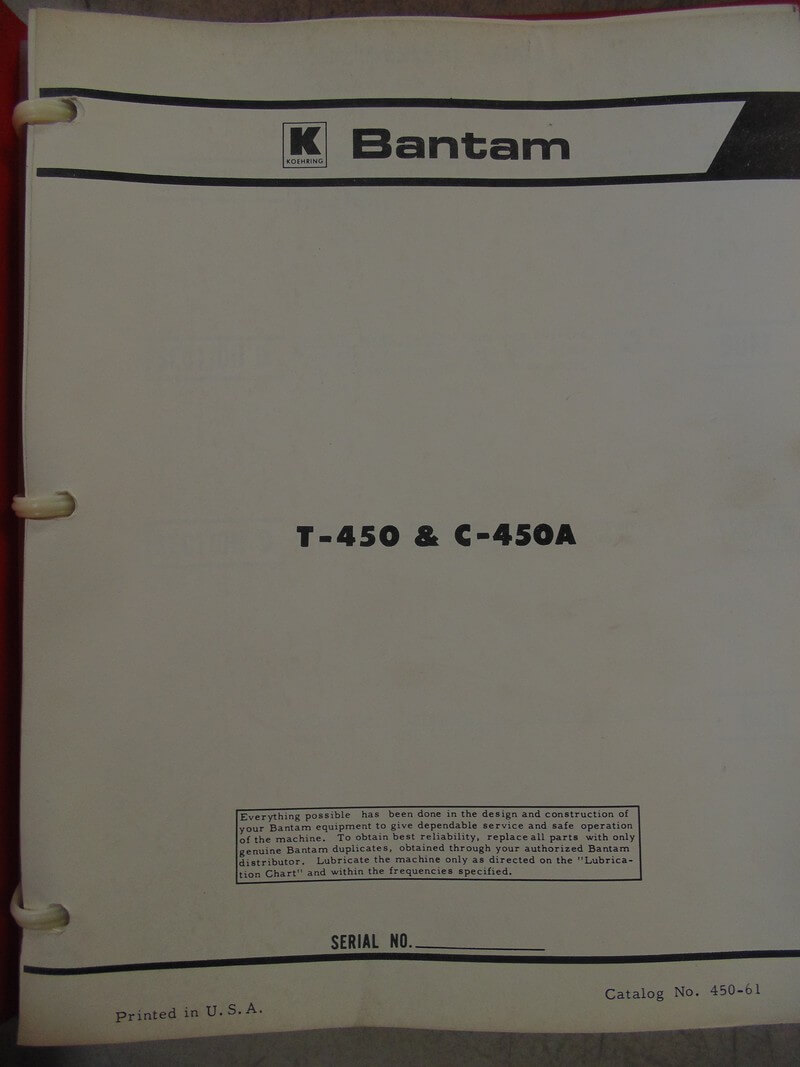 K
KOEHRING
Bantam
T-450 & C-450A
Everything possible has been done in the design and construction of
your Bantam equipment to give dependable service and safe operation
of the machine. To obtain best reliability, replace all parts with only
genuine Bantam duplicates, obtained through your authorized Bantam
distributor. Lubricate the machine only as directed on the "Lubrica-
tion Chart" and within the frequencies specified.
SERIAL NO.
Catalog No. 450-61
Printed in U.S.A.